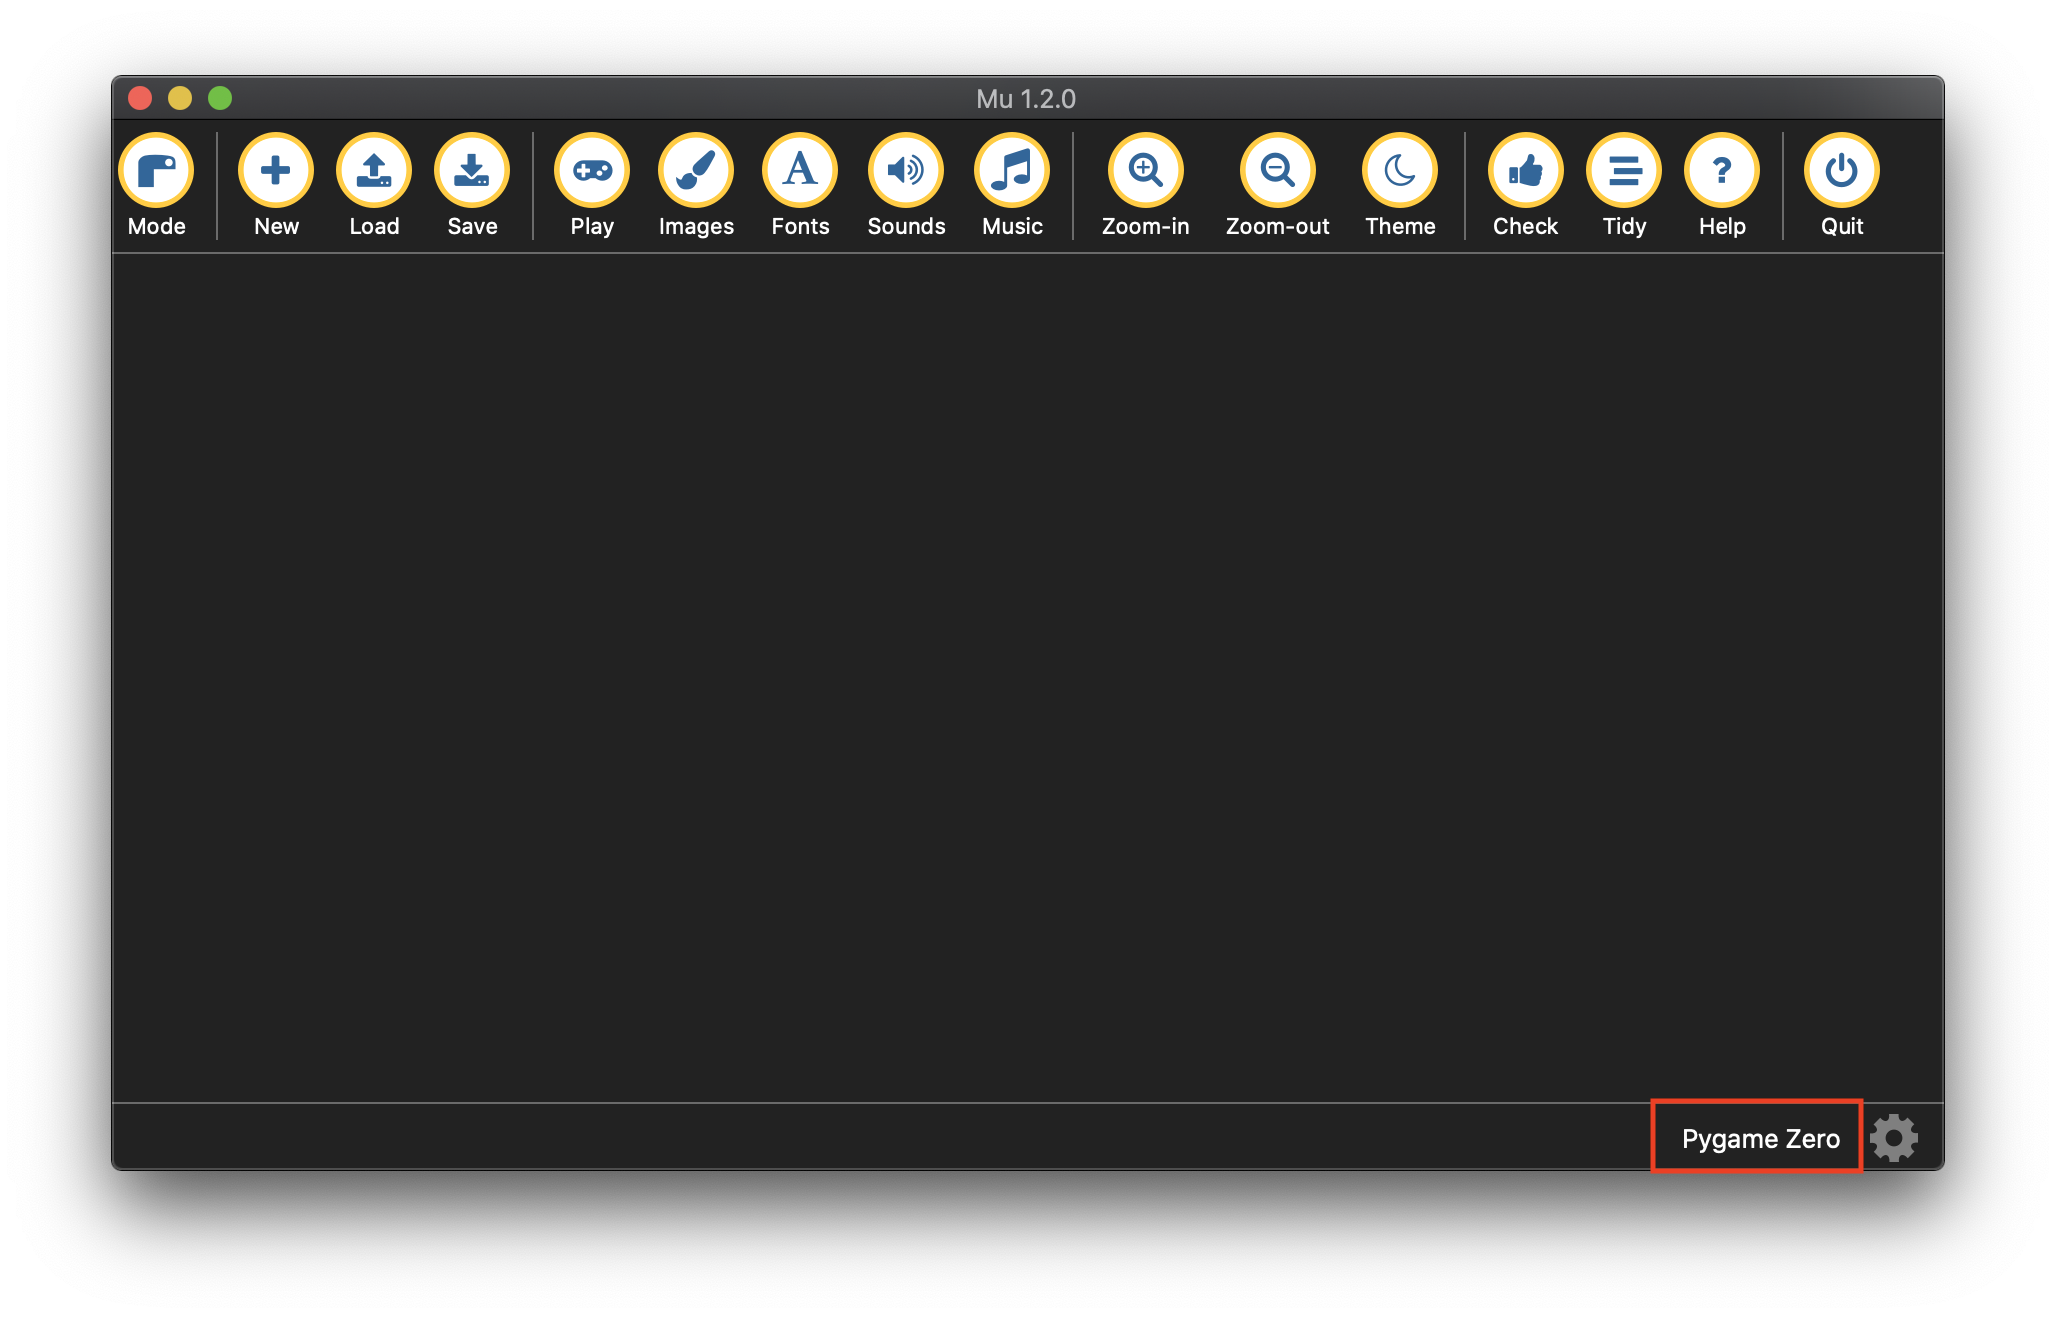 Mu 1.2.0
Mode New Load Save Play Images Fonts Sounds Music Zoom-in Zoom-out Theme Check Tidy Help Quit
Pygame Zero